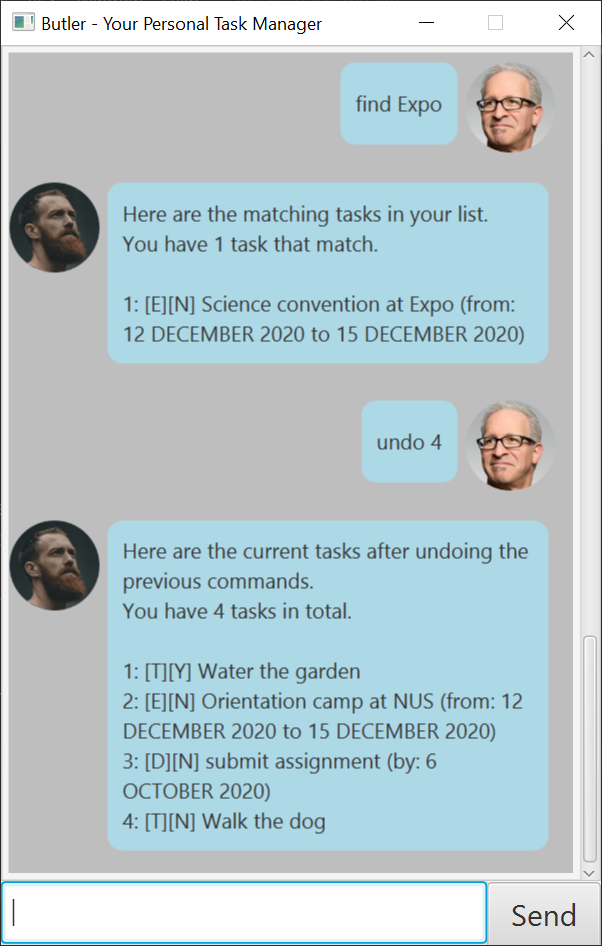 Butler - Your Personal Task Manager
find Expo
Here are the matching tasks in your list.
You have 1 task that match.
1: [E][N] Science convention at Expo (from:
12 DECEMBER 2020 to 15 DECEMBER 2020)
undo 4
Here are the current tasks after undoing the
previous commands.
You have 4 tasks in total.
1: [T][Y] Water the garden
2: [E][N] Orientation camp at NUS (from: 12
DECEMBER 2020 to 15 DECEMBER 2020)
3: [D][N] submit assignment (by: 6
OCTOBER 2020)
4: [T][N] Walk the dog
Send